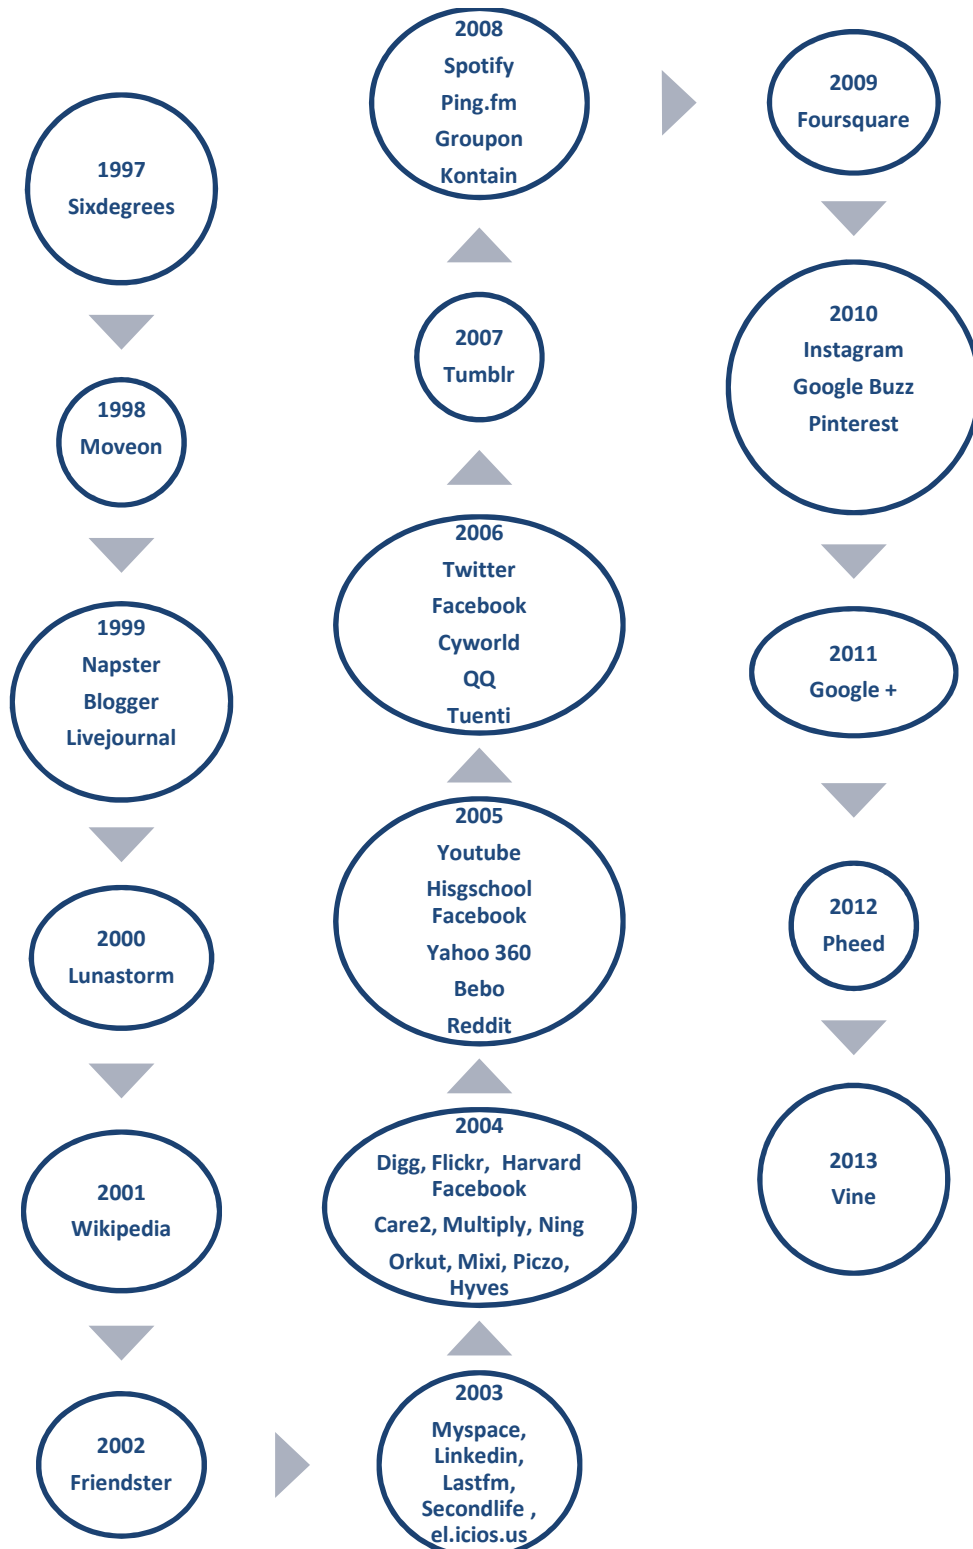 1997
Sixdegrees
1998
Moveon
1999
Napster
Blogger
Livejournal
2000
Lunastorm
2001
Wikipedia
2002
Friendster
2003
Myspace,
Linkedin,
Lastfm,
Secondlife ,
el.icios.us
2004
Digg, Flickr,  Harvard
Facebook
Care2, Multiply, Ning
Orkut, Mixi, Piczo,
Hyves
2005
Youtube
Hisgschool
Facebook
Yahoo 360
Bebo
Reddit
2006
Twitter
Facebook
Cyworld
QQ
Tuenti
2007
Tumblr
2008
Spotify
Ping.fm
Groupon
Kontain
2009
Foursquare
2010
Instagram
Google Buzz
Pinterest
2011
Google +
2012
Pheed
2013
Vine